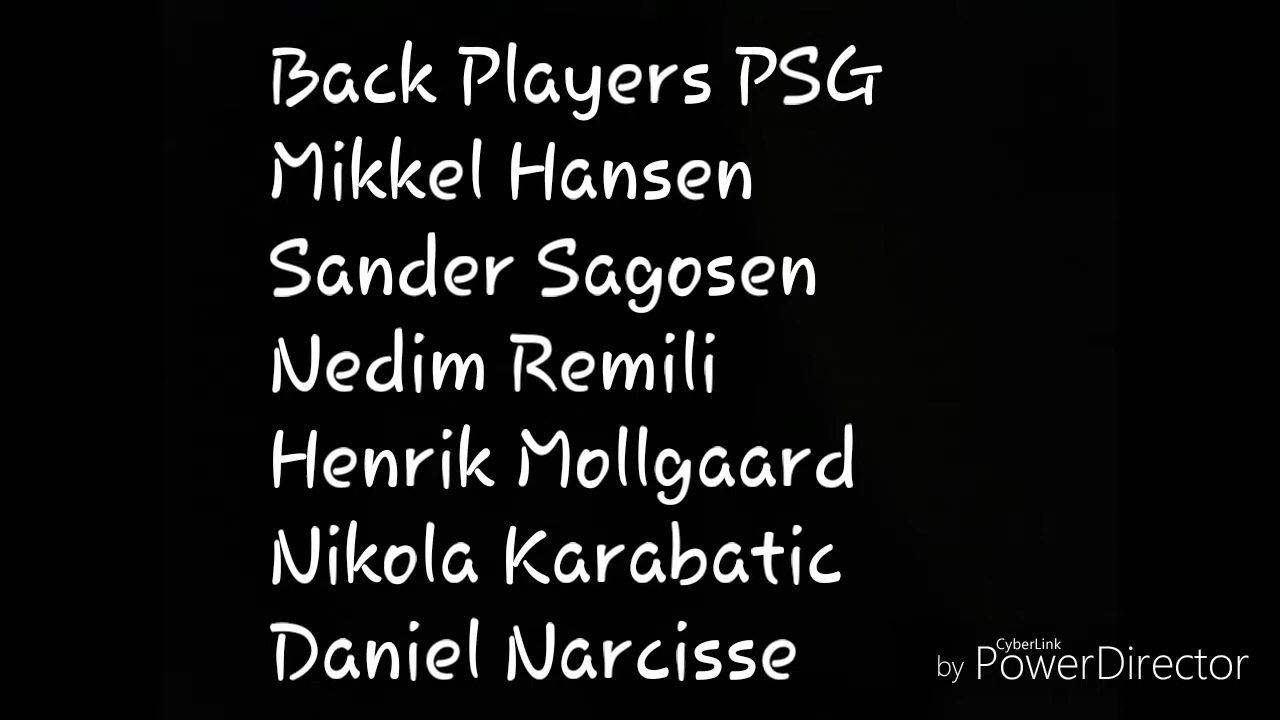 Back Players PSG
Mikkel Hansen
Sander Sagosen
Nedim Remili
Henrik Mollgaard
Nikola Karabatic
Daniel Narcisse
CyberLink
by PowerDirector